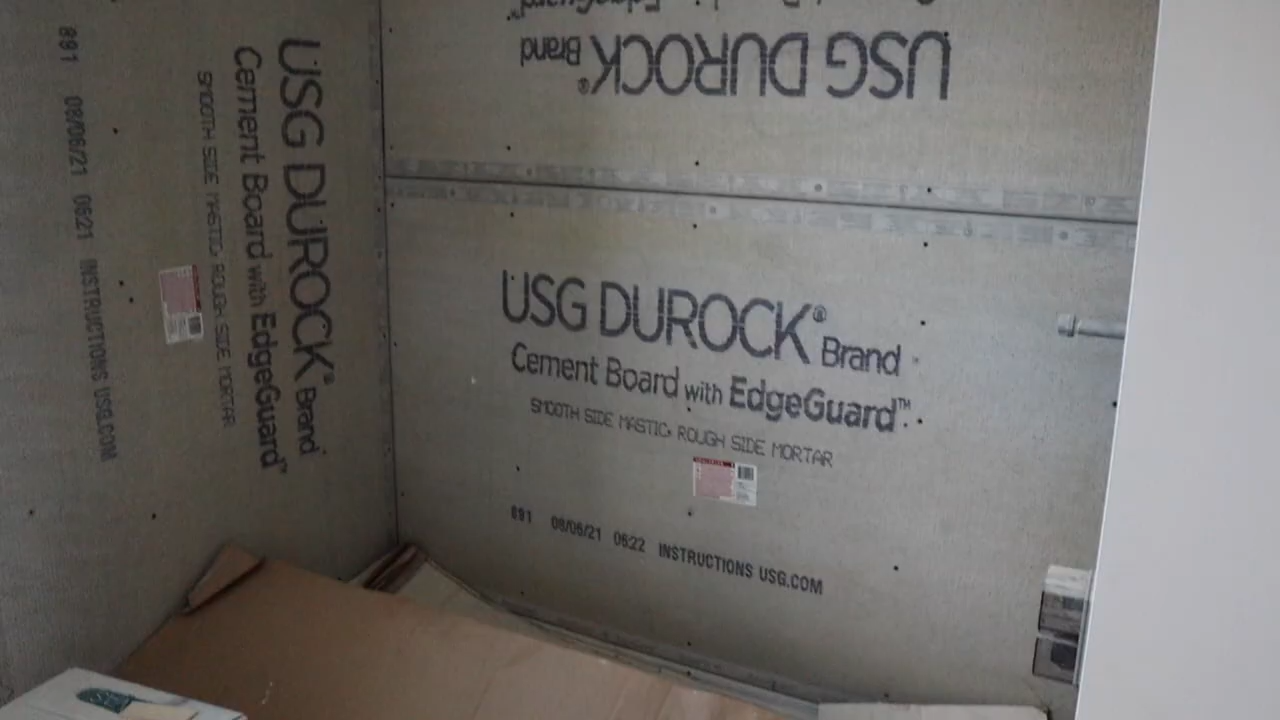 891 08/06/21 0621 INSTRUCTIONS USG.COM
SMOOTH SIDE MASTIC, ROUGH SIDE MORTAR
Cement Board with EdgeGuard™
USG DUROCK® Brand
EdgeGuard™
USG DUROCK® Brand
USG DUROCK® Brand
Cement Board with EdgeGuard™
SMOOTH SIDE MASTIC, ROUGH SIDE MORTAR
891 08/06/21 0622 INSTRUCTIONS USG.COM